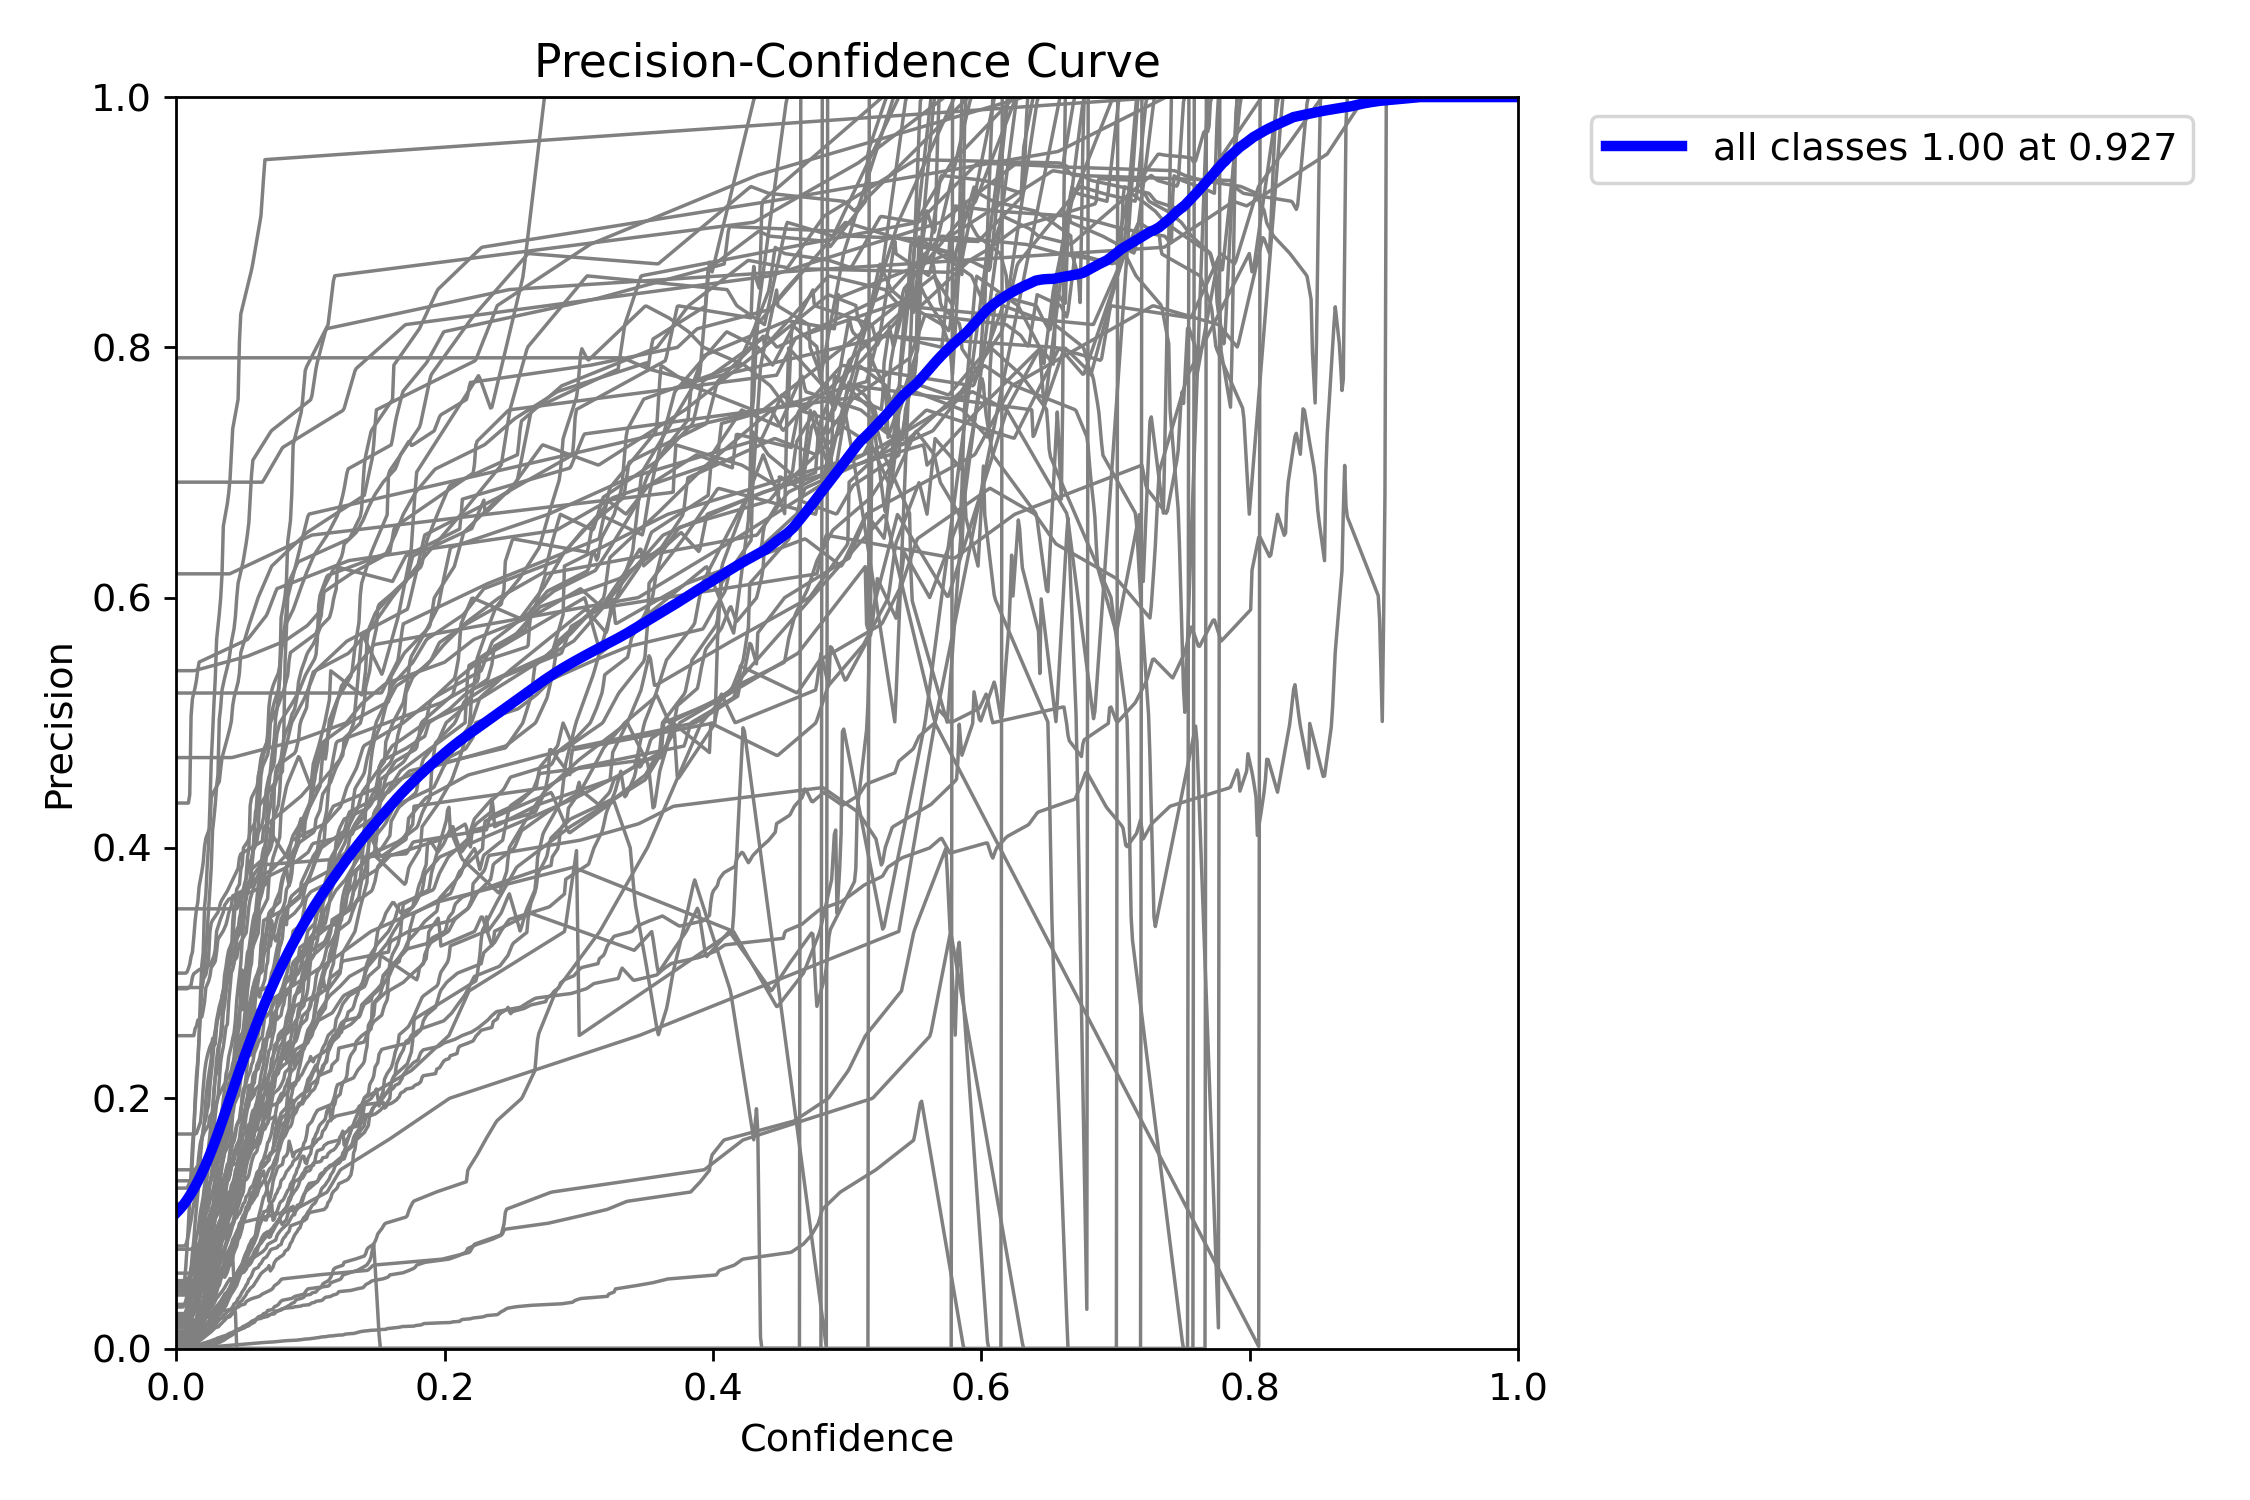 Precision-Confidence Curve
1.0
0.8
0.6
0.4
0.2
0.0
Precision
0.0 0.2 0.4 0.6 0.8 1.0
Confidence
all classes 1.00 at 0.927